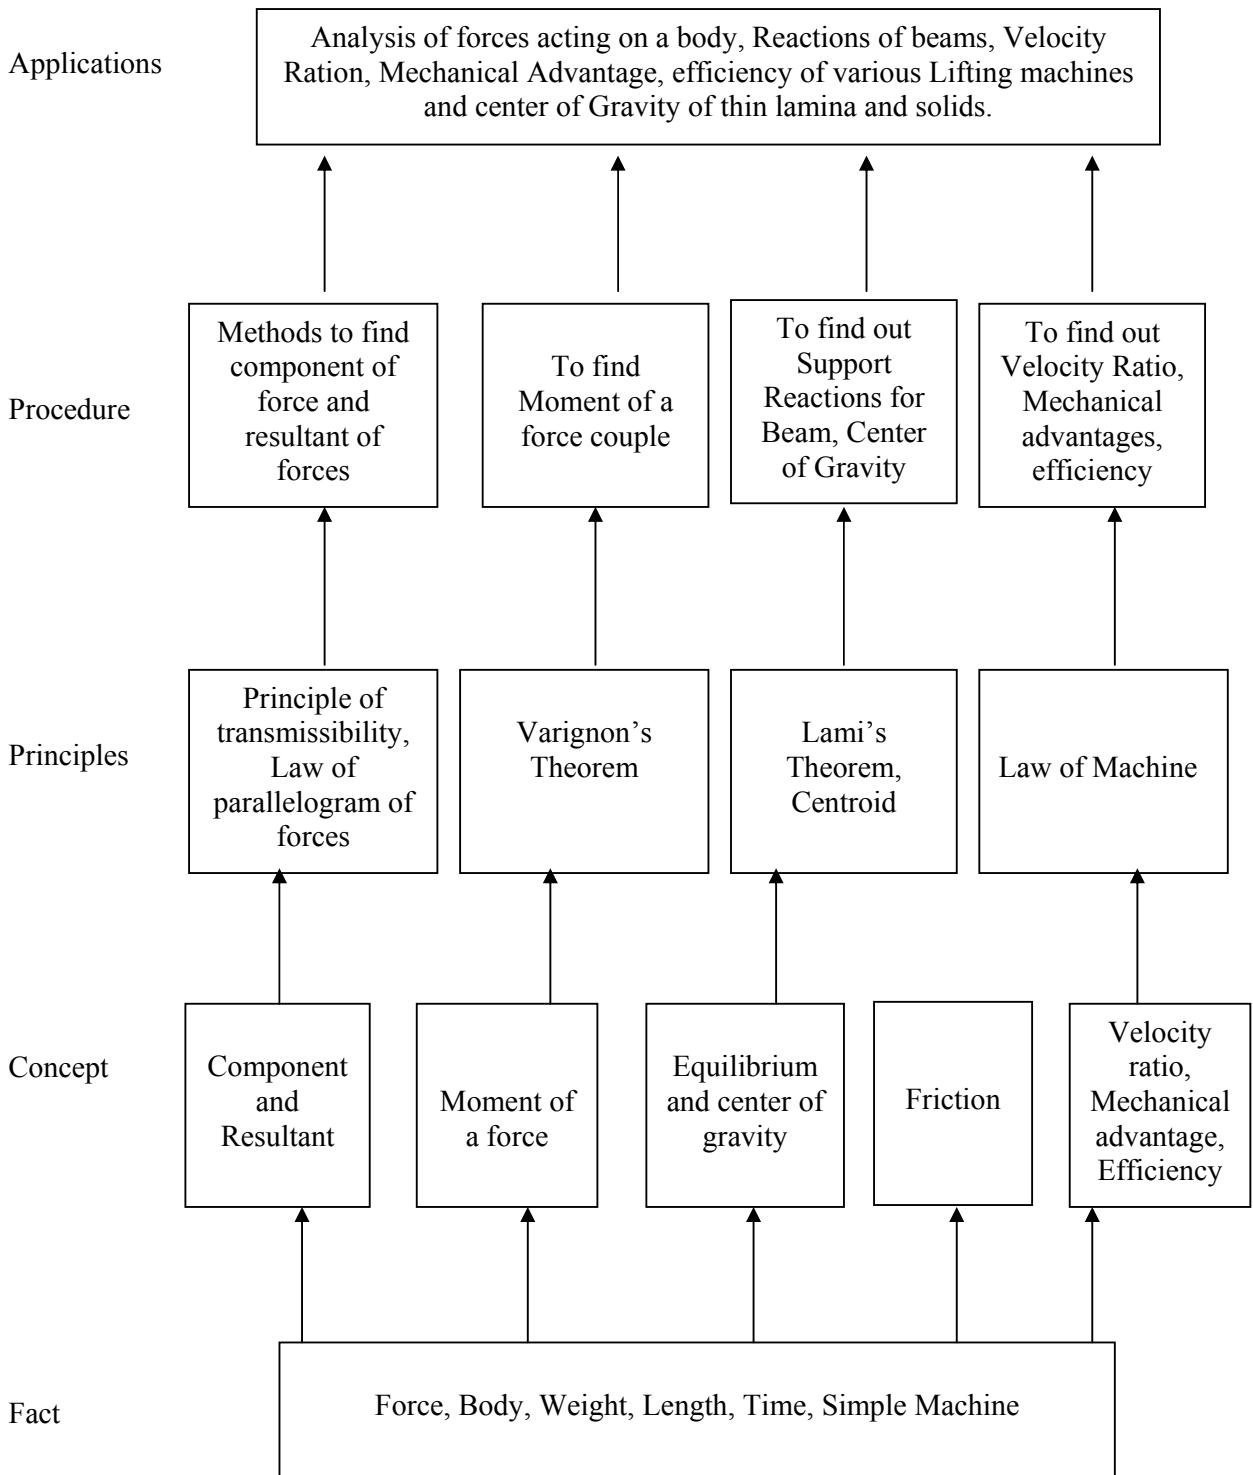 Applications
Analysis of forces acting on a body, Reactions of beams, Velocity
Ration, Mechanical Advantage, efficiency of various Lifting machines
and center of Gravity of thin lamina and solids.
Procedure
Methods to find
component of
force and
resultant of
forces
To find
Moment of a
force couple
To find out
Support
Reactions for
Beam, Center
of Gravity
To find out
Velocity Ratio,
Mechanical
advantages,
efficiency
Principles
Principle of
transmissibility,
Law of
parallelogram of
forces
Varignon’s
Theorem
Lami’s
Theorem,
Centroid
Law of Machine
Concept
Component
and
Resultant
Moment of
a force
Equilibrium
and center of
gravity
Friction
Velocity
ratio,
Mechanical
advantage,
Efficiency
Fact
Force, Body, Weight, Length, Time, Simple Machine